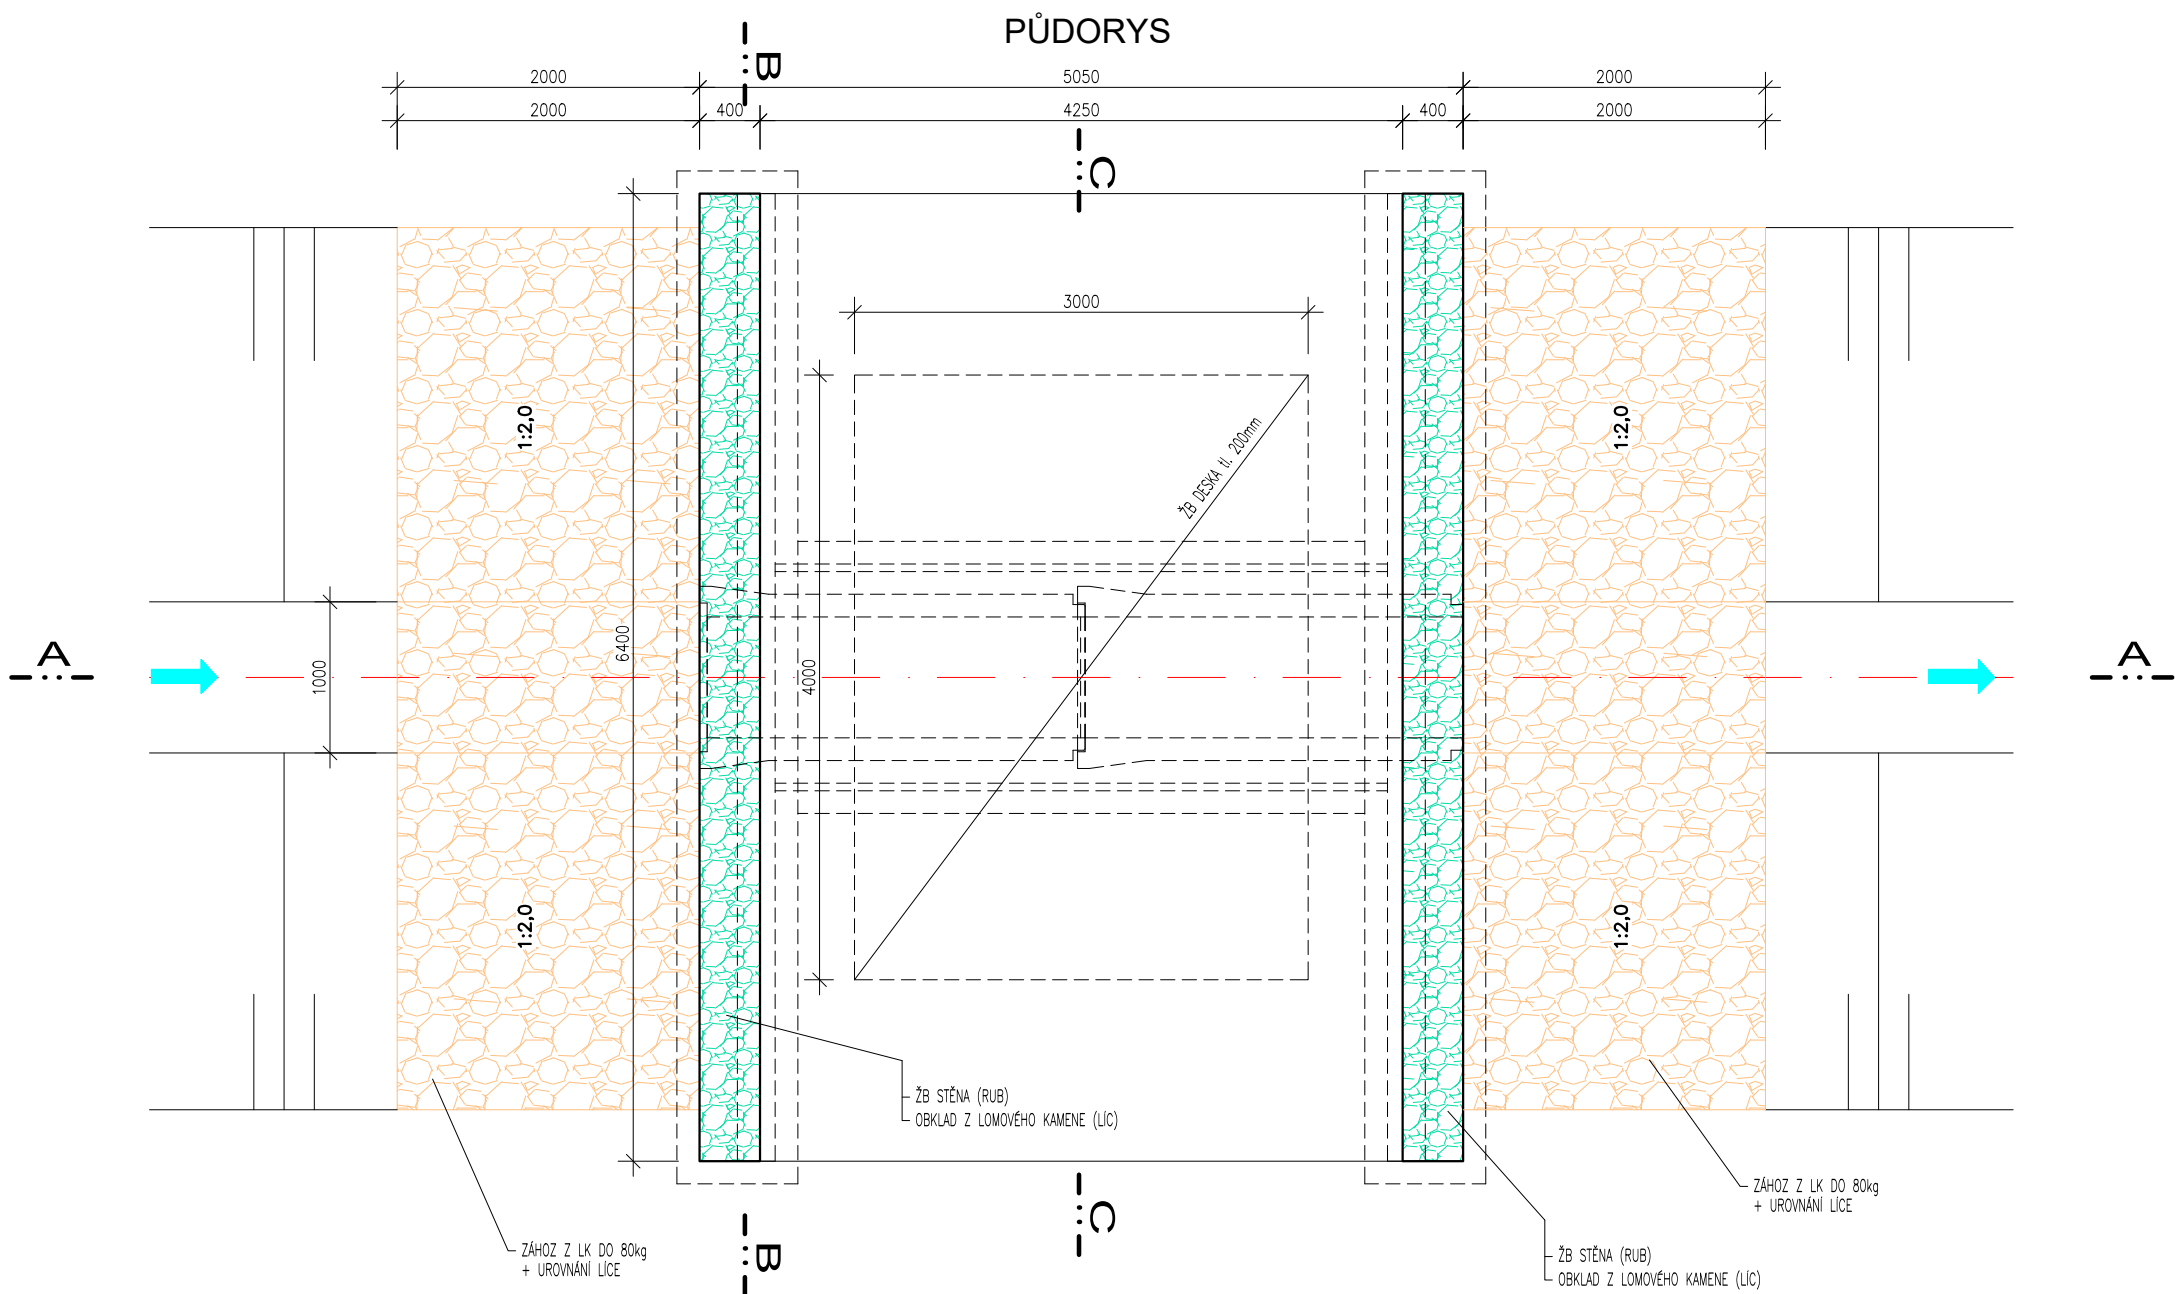 PŮDORYS
B
2000
5050
2000
2000
400
4250
400
2000
C
3000
1:2,0
1:2,0
ŽB DESKA tl. 200mm
A
1000
6400
4000
A
1:2,0
1:2,0
ŽB STĚNA (RUB)
OBKLAD Z LOMOVÉHO KAMENE (LÍC)
ZÁHOZ Z LK DO 80kg
+ UROVNÁNÍ LÍCE
C
B
ZÁHOZ Z LK DO 80kg
+ UROVNÁNÍ LÍCE
ŽB STĚNA (RUB)
OBKLAD Z LOMOVÉHO KAMENE (LÍC)